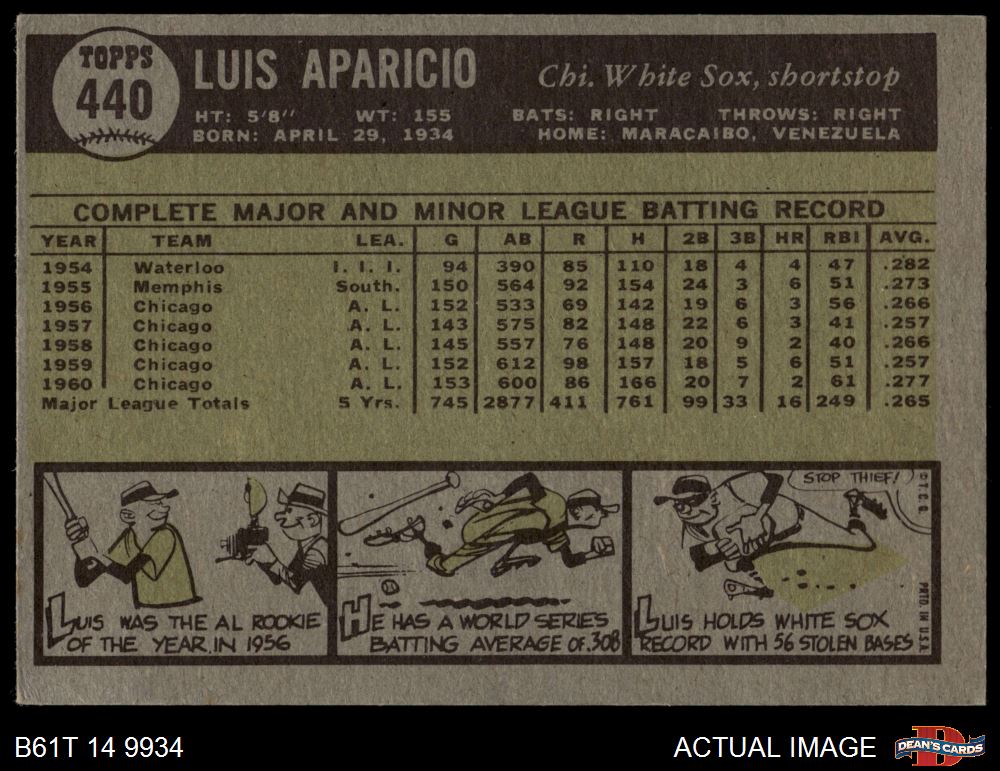 TOPPS
440
LUIS APARICIO
Chi. White Sox, shortstop
HT: 5'8" WT: 155 BATS: RIGHT THROWS: RIGHT
BORN: APRIL 29, 1934 HOME: MARACAIBO, VENEZUELA
COMPLETE MAJOR AND MINOR LEAGUE BATTING RECORD
YEAR TEAM LEA. G AB R H 2B 3B HR RBI AVG.
1954 Waterloo I. I. I. 94 390 85 110 18 4 4 47 .282
1955 Memphis South. 150 564 92 154 24 3 6 51 .273
1956 Chicago A. L. 152 533 69 142 19 6 3 56 .266
1957 Chicago A. L. 143 575 82 148 22 6 3 41 .257
1958 Chicago A. L. 145 557 76 148 20 9 2 40 .266
1959 Chicago A. L. 152 612 98 157 18 5 6 51 .257
1960 Chicago A. L. 153 600 86 166 20 7 2 61 .277
Major League Totals 5 Yrs. 745 2877 411 761 99 33 16 249 .265
LUIS WAS THE AL ROOKIE
OF THE YEAR IN 1956
HE HAS A WORLD SERIES
BATTING AVERAGE OF .308
STOP THIEF!
LUIS HOLDS WHITE SOX
RECORD WITH 56 STOLEN BASES
© T. C. G.
PRTD. IN U.S.A.
B61T 14 9934
ACTUAL IMAGE
DEAN'S CARDS